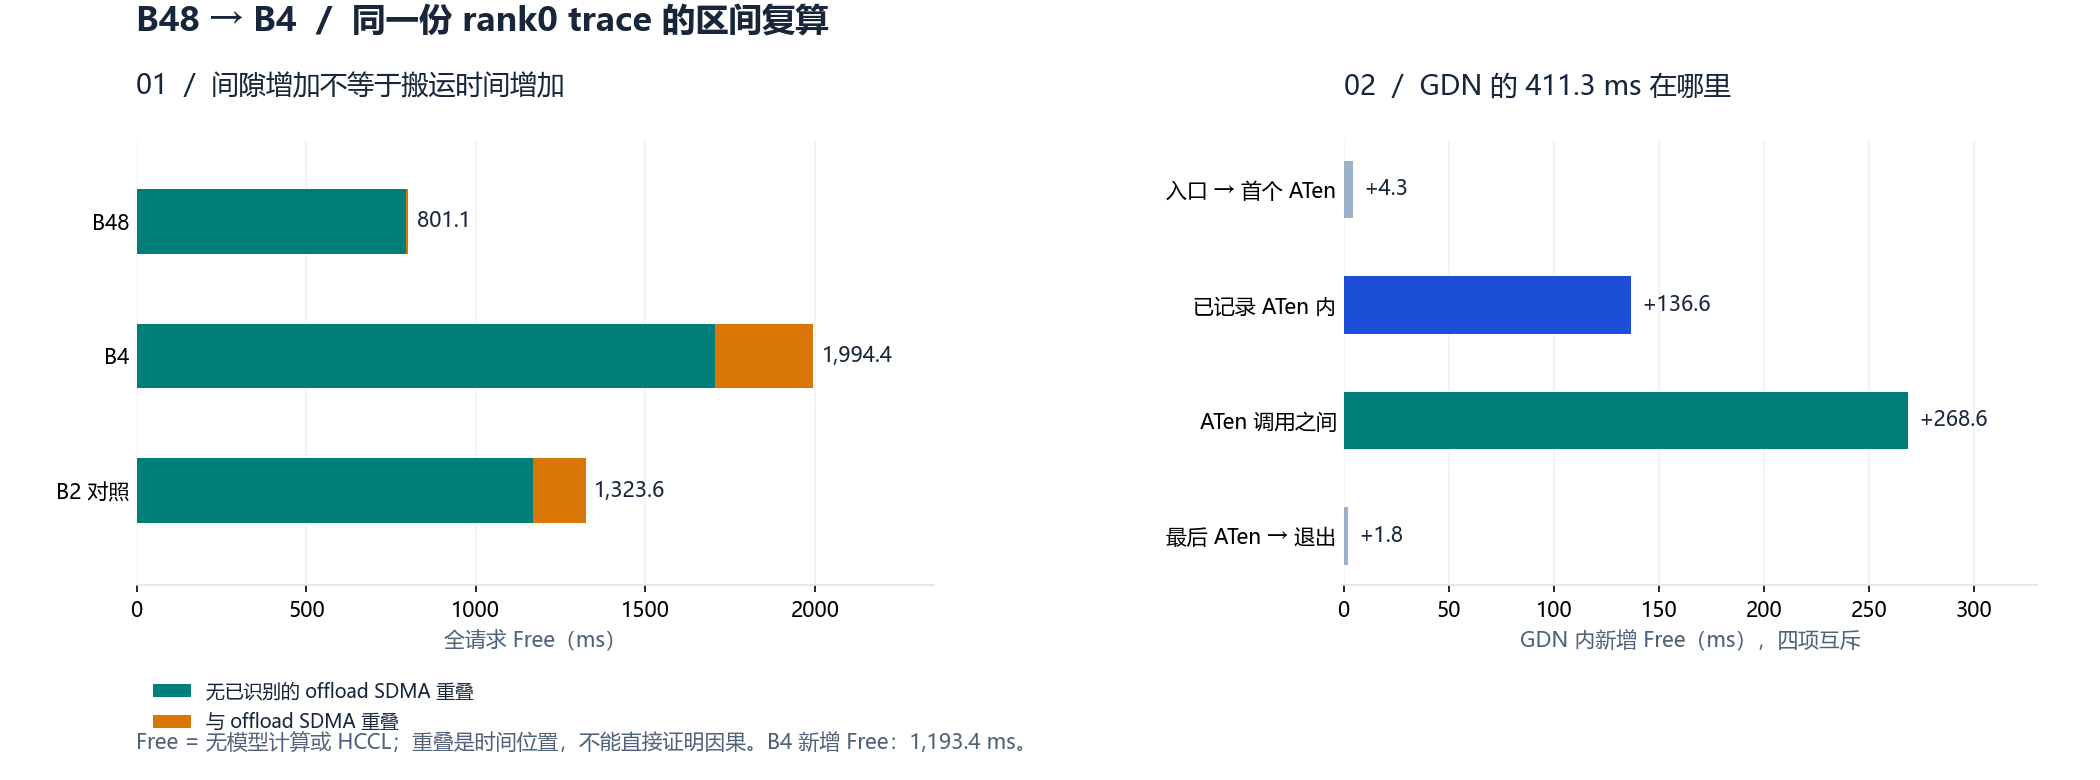 B48 → B4 / 同一份 rank0 trace 的区间复算
01 / 间隙增加不等于搬运时间增加
B48
801.1
B4
1,994.4
B2 对照
1,323.6
0 500 1000 1500 2000
全请求 Free（ms）
无已识别的 offload SDMA 重叠
与 offload SDMA 重叠
Free = 无模型计算或 HCCL；重叠是时间位置，不能直接证明因果。B4 新增 Free：1,193.4 ms。
02 / GDN 的 411.3 ms 在哪里
入口 → 首个 ATen
+4.3
已记录 ATen 内
+136.6
ATen 调用之间
+268.6
最后 ATen → 退出
+1.8
0 50 100 150 200 250 300
GDN 内新增 Free（ms），四项互斥